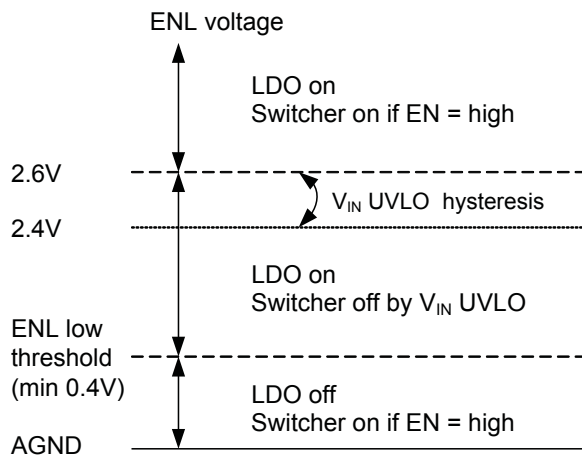 ENL voltage
LDO on
Switcher on if EN = high
2.6V
VIN UVLO hysteresis
2.4V
LDO on
Switcher off by VIN UVLO
ENL low
threshold
(min 0.4V)
LDO off
Switcher on if EN = high
AGND